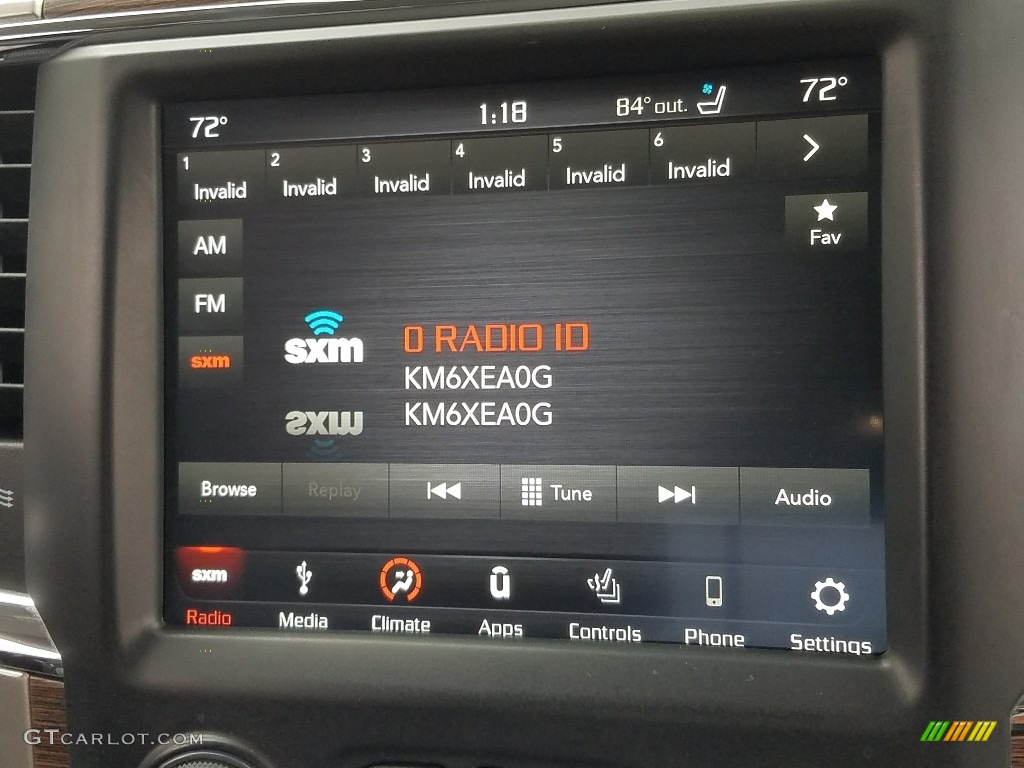 72° 1:18 84° out. 72°
1 Invalid 2 Invalid 3 Invalid 4 Invalid 5 Invalid 6 Invalid
Fav
AM
FM
sxm
sxm
0 RADIO ID
KM6XEA0G
KM6XEA0G
Browse Replay Tune Audio
sxm
Radio Media Climate Apps Controls Phone Settings
GTCARLOT.COM